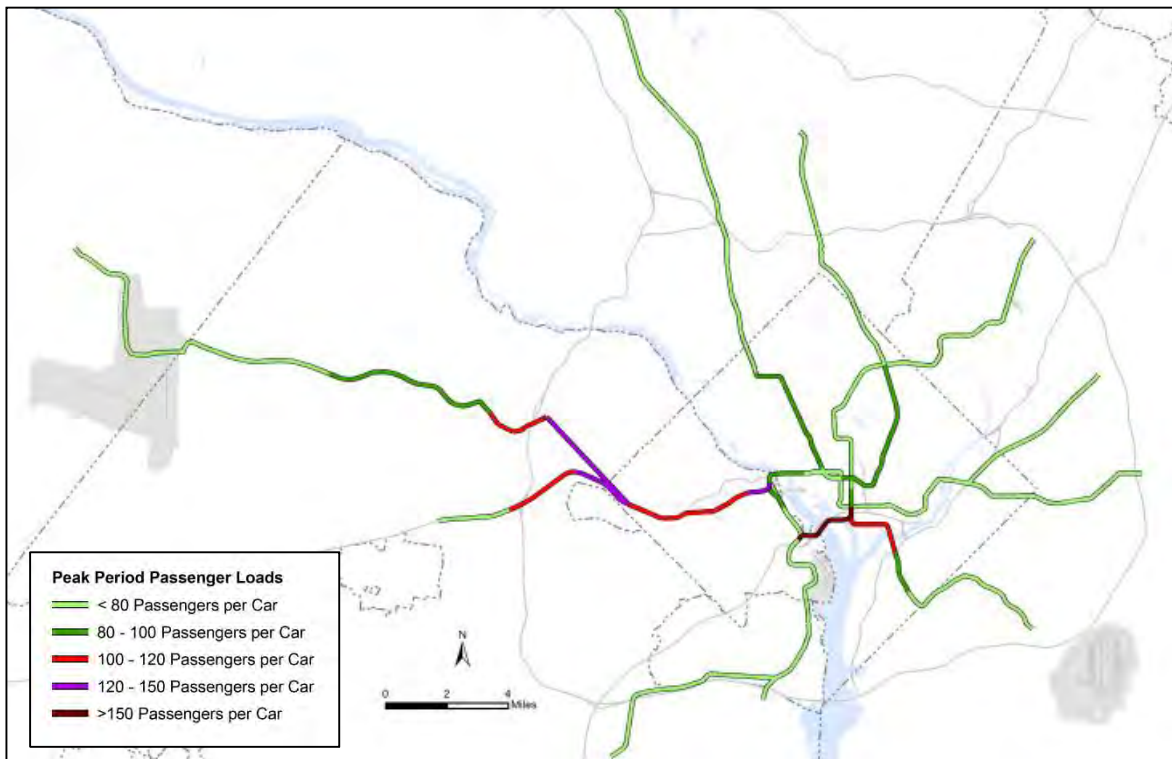 N
0 2 4
Miles
Peak Period Passenger Loads
< 80 Passengers per Car
80 - 100 Passengers per Car
100 - 120 Passengers per Car
120 - 150 Passengers per Car
>150 Passengers per Car